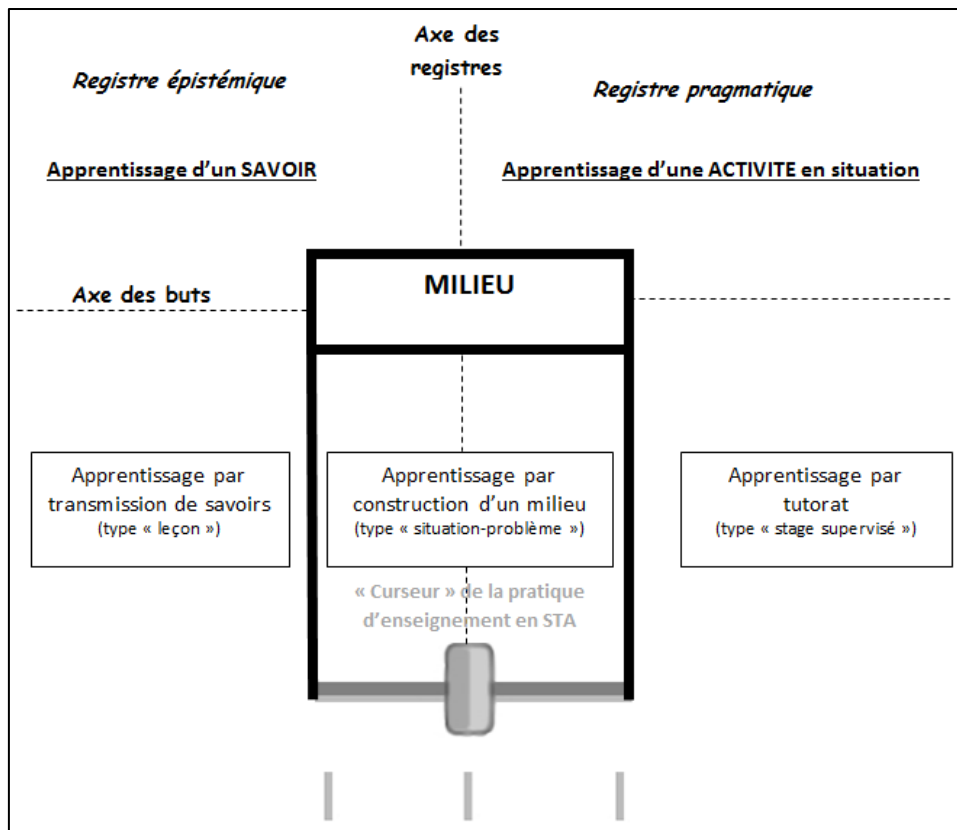 Axe des
registres
Registre épistémique
Registre pragmatique
Apprentissage d'un SAVOIR
Apprentissage d'une ACTIVITE en situation
MILIEU
Axe des buts
Apprentissage par
transmission de savoirs
(type « leçon »)
Apprentissage par
construction d'un milieu
(type « situation-problème »)
Apprentissage par
tutorat
(type « stage supervisé »)
« Curseur » de la pratique
d'enseignement en STA